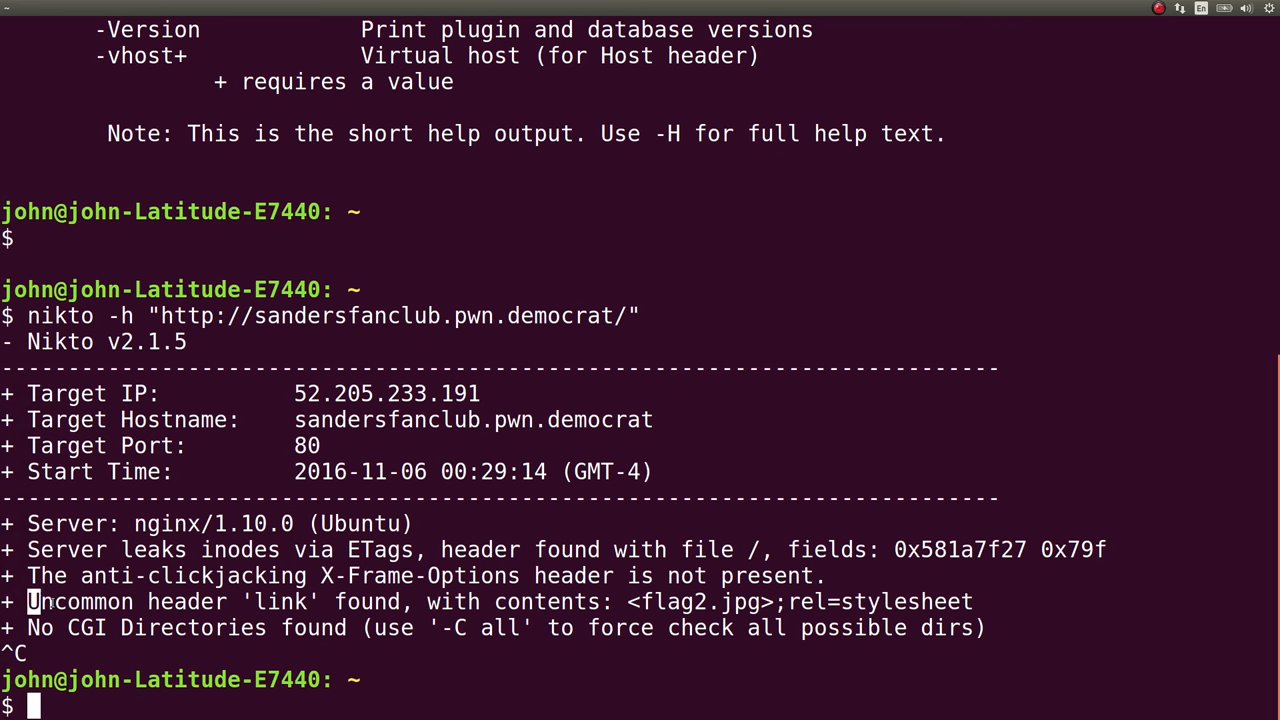 ~
En
-Version Print plugin and database versions
-vhost+ Virtual host (for Host header)
+ requires a value
Note: This is the short help output. Use -H for full help text.
john@john-Latitude-E7440: ~
$
john@john-Latitude-E7440: ~
$ nikto -h "http://sandersfanclub.pwn.democrat/"
- Nikto v2.1.5
---------------------------------------------------------------------------
+ Target IP: 52.205.233.191
+ Target Hostname: sandersfanclub.pwn.democrat
+ Target Port: 80
+ Start Time: 2016-11-06 00:29:14 (GMT-4)
---------------------------------------------------------------------------
+ Server: nginx/1.10.0 (Ubuntu)
+ Server leaks inodes via ETags, header found with file /, fields: 0x581a7f27 0x79f
+ The anti-clickjacking X-Frame-Options header is not present.
+ Uncommon header 'link' found, with contents: <flag2.jpg>;rel=stylesheet
+ No CGI Directories found (use '-C all' to force check all possible dirs)
^C
john@john-Latitude-E7440: ~
$